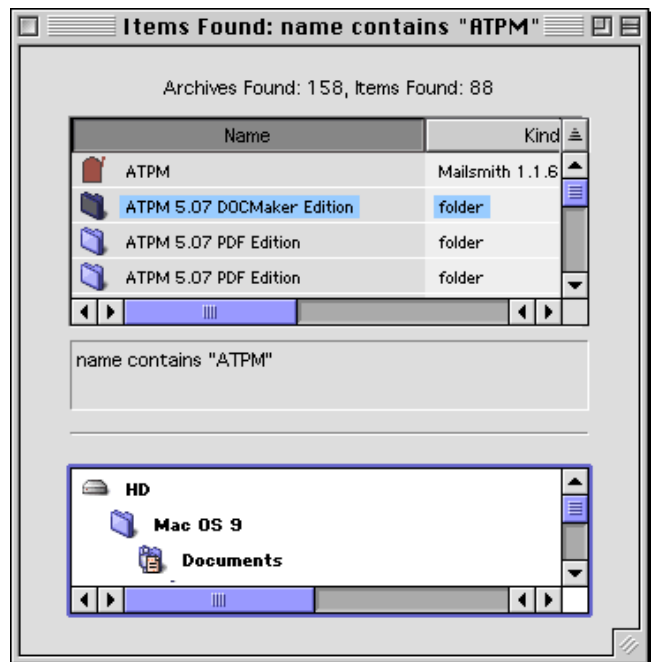 Items Found: name contains "ATPM"
Archives Found: 158, Items Found: 88
Name Kind
ATPM Mailsmith 1.1.6
ATPM 5.07 DOCMaker Edition folder
ATPM 5.07 PDF Edition folder
ATPM 5.07 PDF Edition folder
name contains "ATPM"
HD
Mac OS 9
Documents